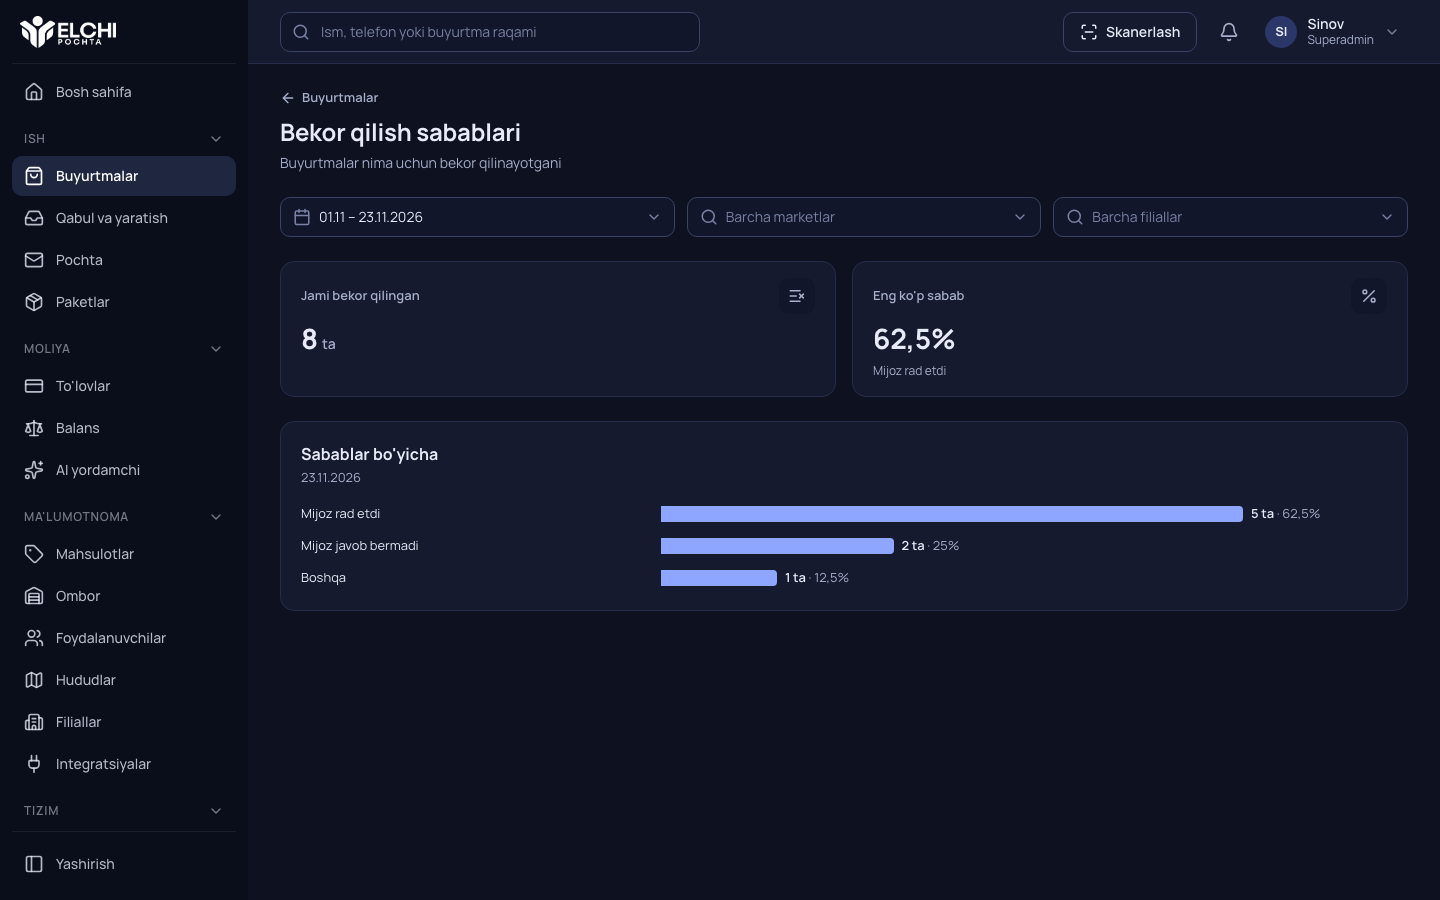 ELCHI
POCHTA
Ism, telefon yoki buyurtma raqami
Skanerlash
SI
Sinov
Superadmin
Bosh sahifa
ISH
Buyurtmalar
Qabul va yaratish
Pochta
Paketlar
MOLIYA
To'lovlar
Balans
AI yordamchi
MA'LUMOTNOMA
Mahsulotlar
Ombor
Foydalanuvchilar
Hududlar
Filiallar
Integratsiyalar
TIZIM
Yashirish
Buyurtmalar
Bekor qilish sabablari
Buyurtmalar nima uchun bekor qilinayotgani
01.11 – 23.11.2026
Barcha marketlar
Barcha filiallar
Jami bekor qilingan
8 ta
Eng ko'p sabab
62,5%
Mijoz rad etdi
Sabablar bo'yicha
23.11.2026
Mijoz rad etdi 5 ta · 62,5%
Mijoz javob bermadi 2 ta · 25%
Boshqa 1 ta · 12,5%